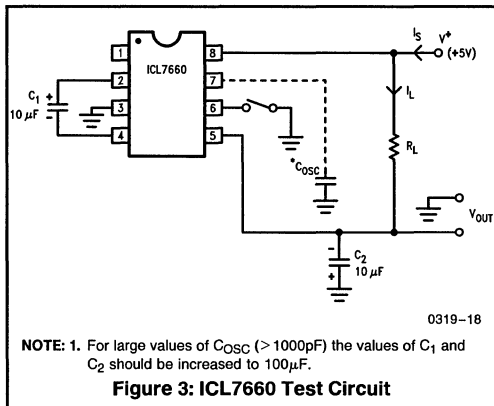 I_S V+
(+5V)
1 8
ICL7660
2 7
C1 +
10 µF
-
3 6
4 5
I_L
R_L
*C_OSC
V_OUT
-
C2
10 µF
+
0319-18
NOTE: 1. For large values of C_OSC (>1000pF) the values of C1 and
C2 should be increased to 100µF.
Figure 3: ICL7660 Test Circuit